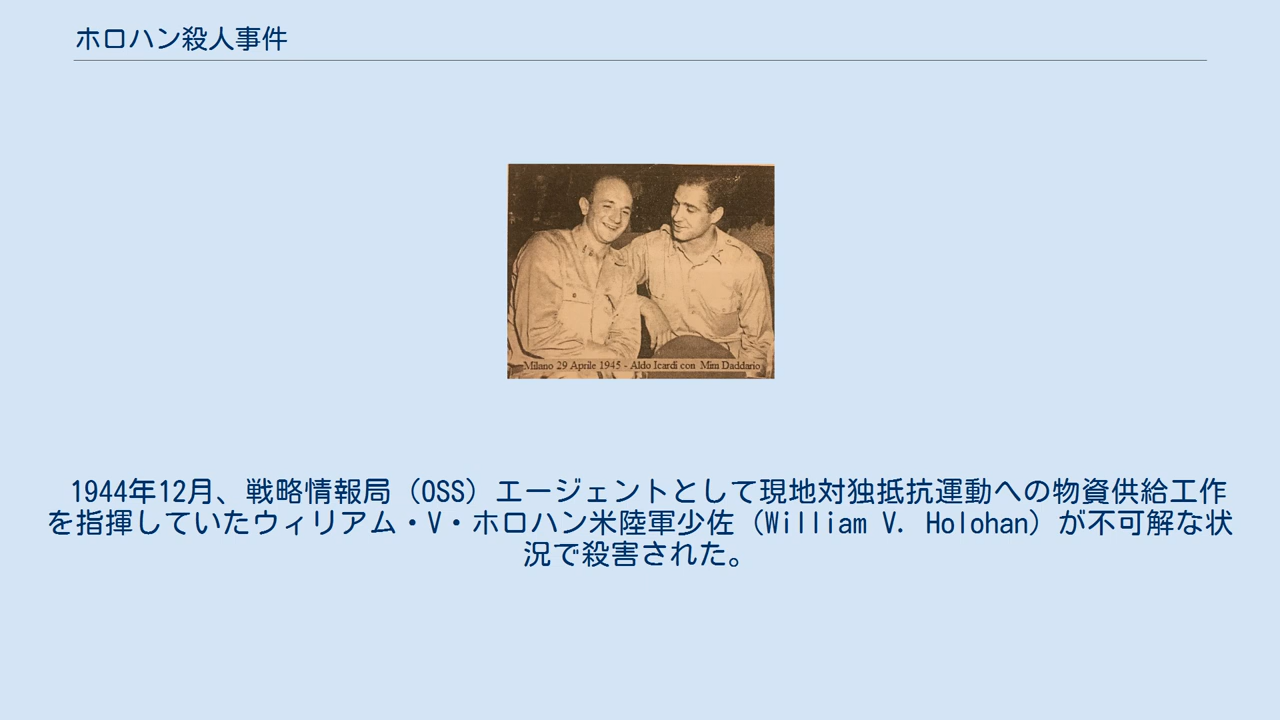 ホロハン殺人事件
Milano 29 Aprile 1945 - Aldo Icardi con Mim Daddario
1944年12月、戦略情報局（OSS）エージェントとして現地対独抵抗運動への物資供給工作
を指揮していたウィリアム・V・ホロハン米陸軍少佐（William V. Holohan）が不可解な状
況で殺害された。